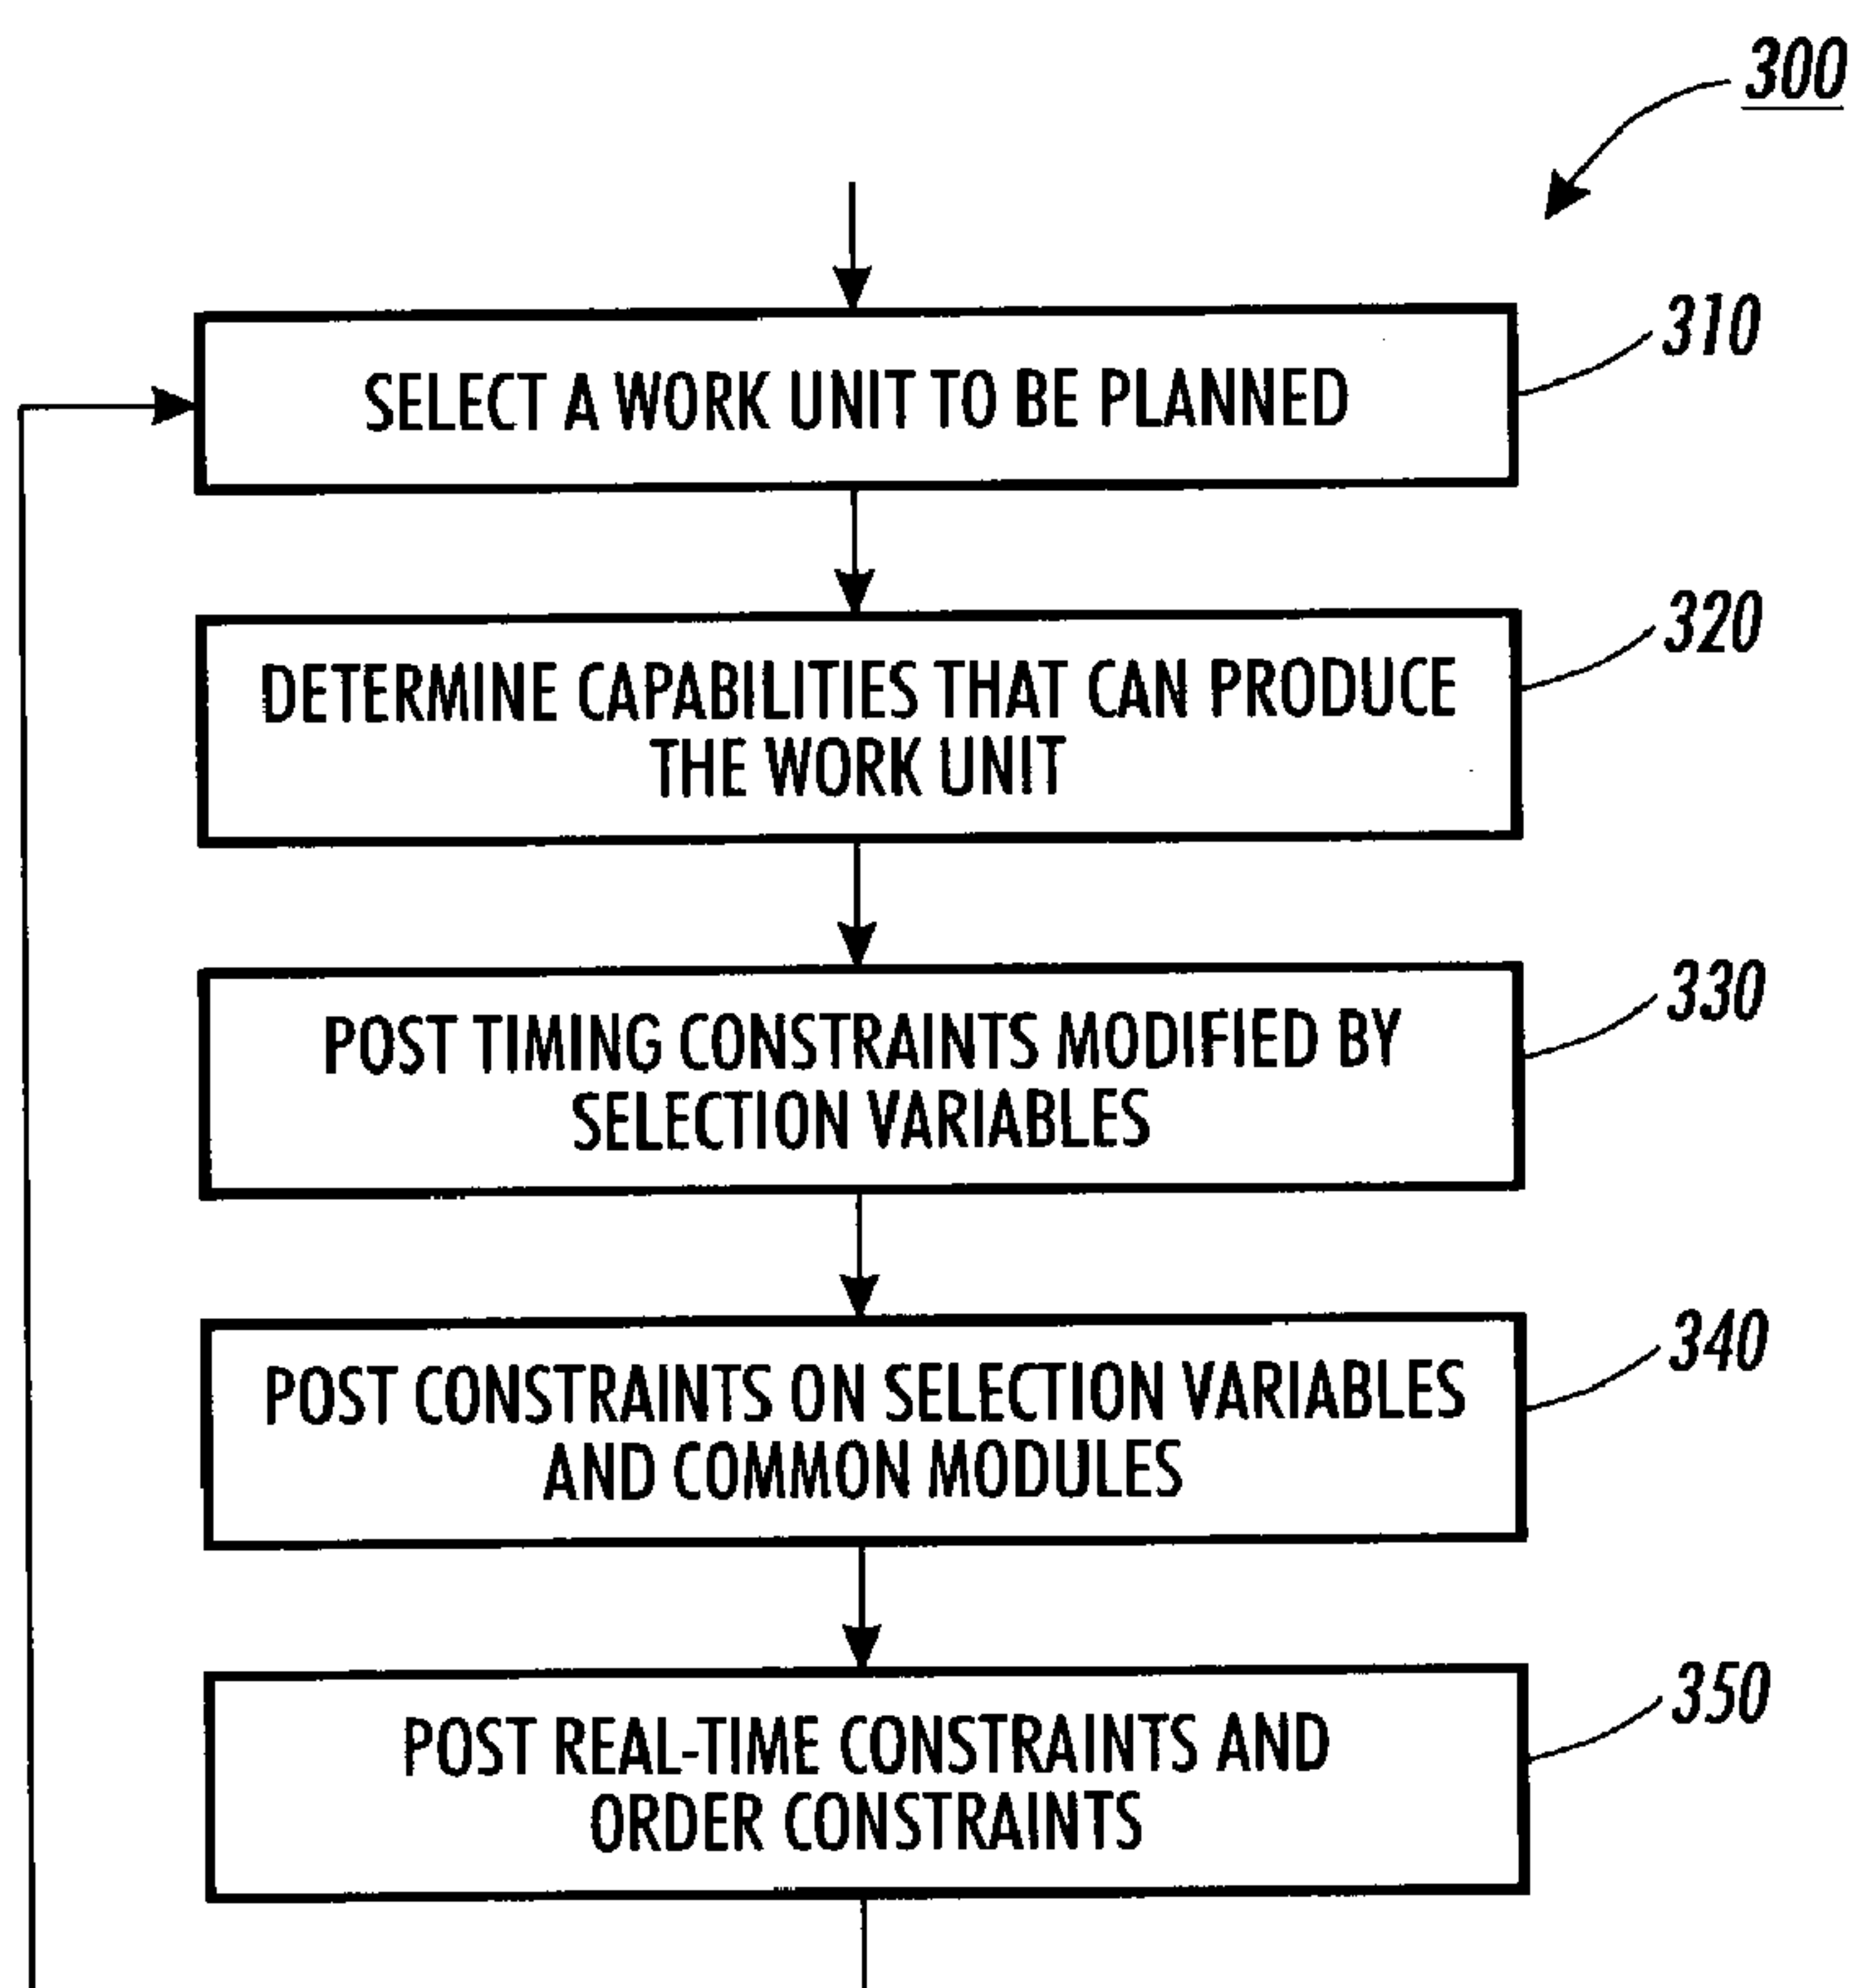 300
310
SELECT A WORK UNIT TO BE PLANNED
320
DETERMINE CAPABILITIES THAT CAN PRODUCE
THE WORK UNIT
330
POST TIMING CONSTRAINTS MODIFIED BY
SELECTION VARIABLES
340
POST CONSTRAINTS ON SELECTION VARIABLES
AND COMMON MODULES
350
POST REAL-TIME CONSTRAINTS AND
ORDER CONSTRAINTS